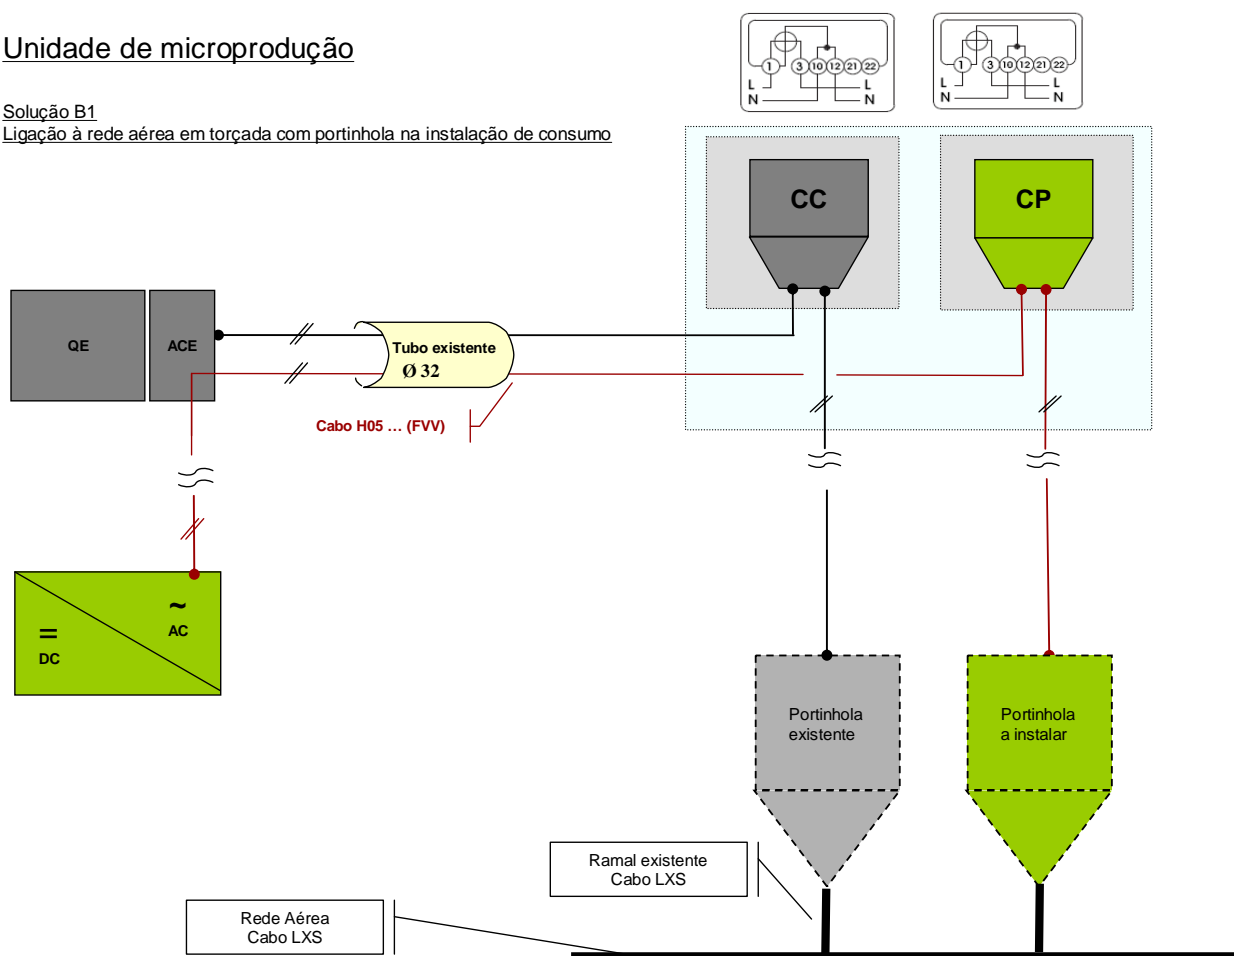 Unidade de microprodução
Solução B1
Ligação à rede aérea em torçada com portinhola na instalação de consumo
1 3 10 12 21 22
L L
N N
1 3 10 12 21 22
L L
N N
CC
CP
QE
ACE
Tubo existente
Ø 32
Cabo H05 ... (FVV)
~
AC
=
DC
Portinhola
existente
Portinhola
a instalar
Ramal existente
Cabo LXS
Rede Aérea
Cabo LXS